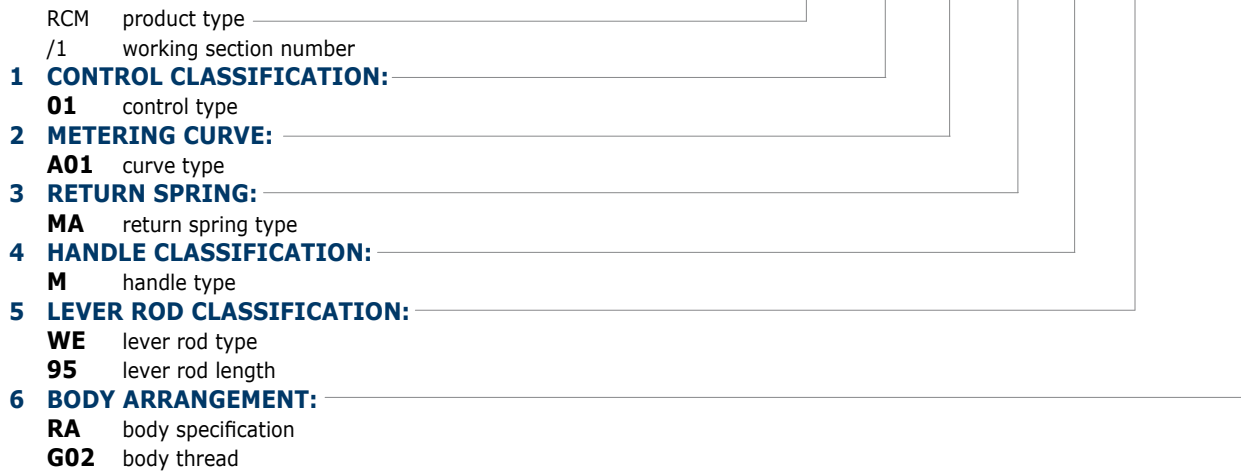 RCM product type
/1 working section number
1 CONTROL CLASSIFICATION:
01 control type
2 METERING CURVE:
A01 curve type
3 RETURN SPRING:
MA return spring type
4 HANDLE CLASSIFICATION:
M handle type
5 LEVER ROD CLASSIFICATION:
WE lever rod type
95 lever rod length
6 BODY ARRANGEMENT:
RA body specification
G02 body thread